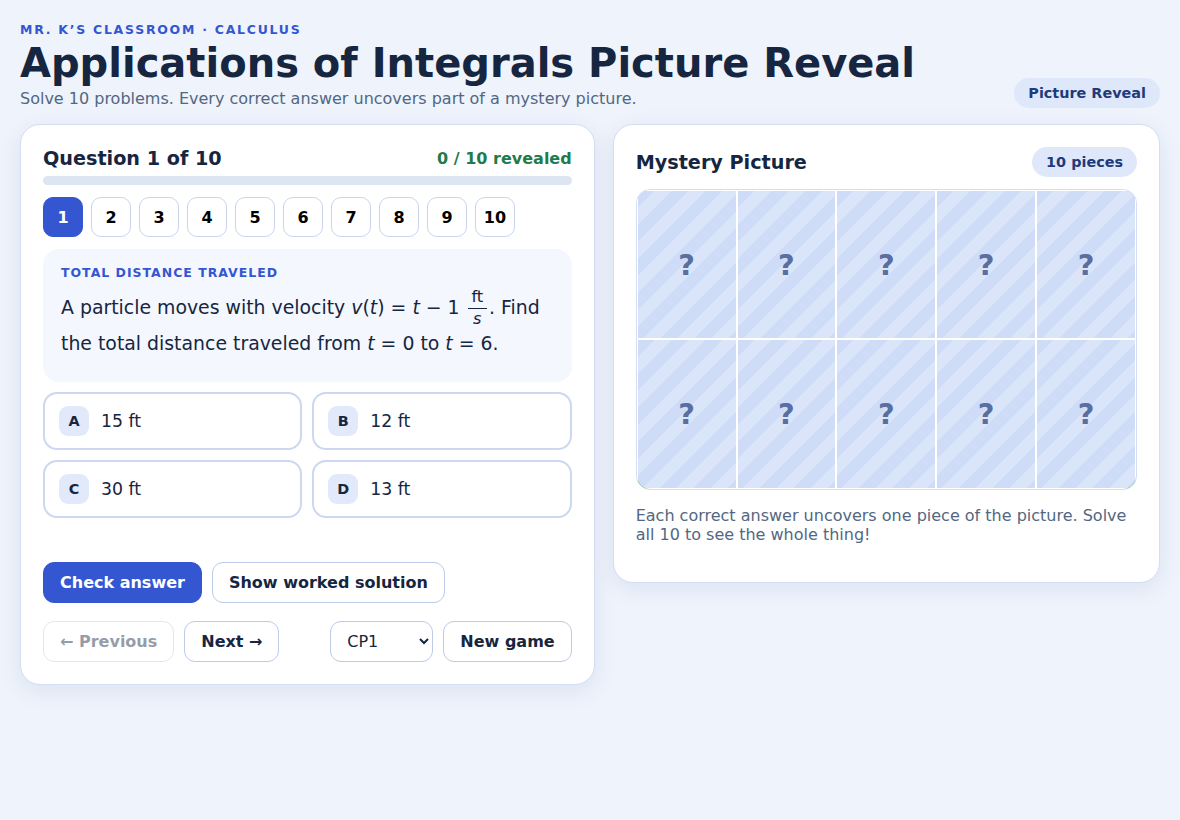 MR. K'S CLASSROOM · CALCULUS
Applications of Integrals Picture Reveal
Solve 10 problems. Every correct answer uncovers part of a mystery picture.
Picture Reveal
Question 1 of 10
0 / 10 revealed
1 2 3 4 5 6 7 8 9 10
TOTAL DISTANCE TRAVELED
A particle moves with velocity v(t) = t − 1 ft/s. Find
the total distance traveled from t = 0 to t = 6.
A 15 ft
B 12 ft
C 30 ft
D 13 ft
Check answer
Show worked solution
← Previous
Next →
CP1
New game
Mystery Picture
10 pieces
? ? ? ? ?
? ? ? ? ?
Each correct answer uncovers one piece of the picture. Solve
all 10 to see the whole thing!